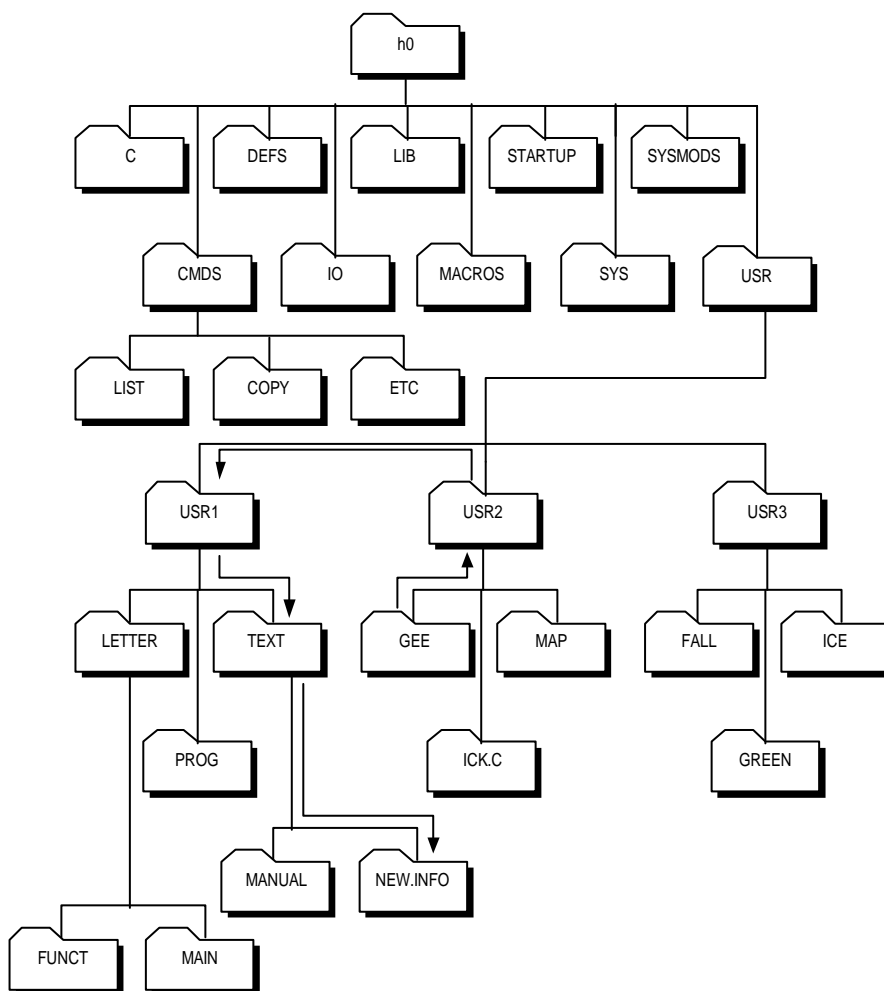 h0
C
DEFS
LIB
STARTUP
SYSMODS
CMDS
IO
MACROS
SYS
USR
LIST
COPY
ETC
USR1
USR2
USR3
LETTER
TEXT
GEE
MAP
FALL
ICE
PROG
ICK.C
GREEN
MANUAL
NEW.INFO
FUNCT
MAIN